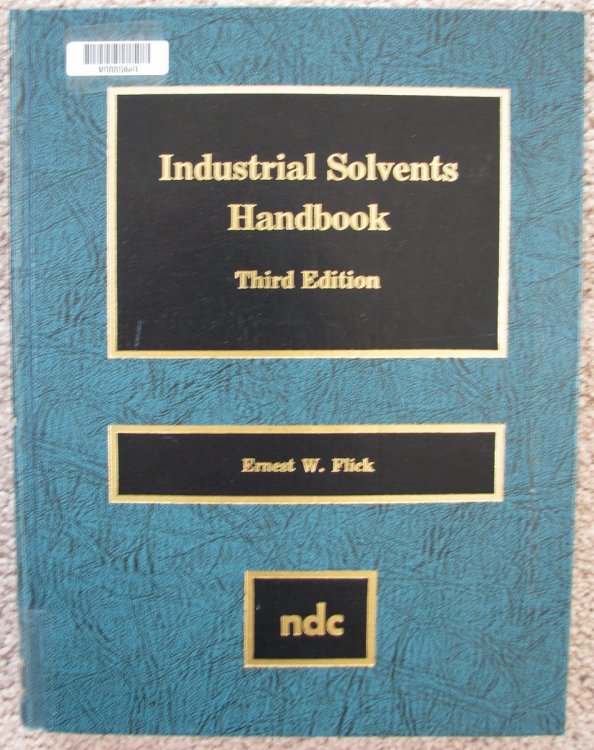 Industrial Solvents
Handbook
Third Edition
Ernest W. Flick
ndc